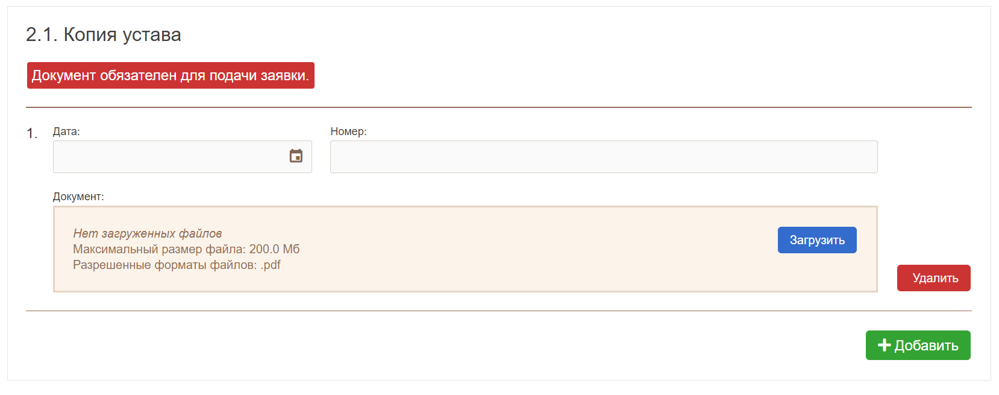 2.1. Копия устава
Документ обязателен для подачи заявки.
1. Дата: Номер:
Документ:
Нет загруженных файлов
Максимальный размер файла: 200.0 Мб
Разрешенные форматы файлов: .pdf
Загрузить
Удалить
Добавить